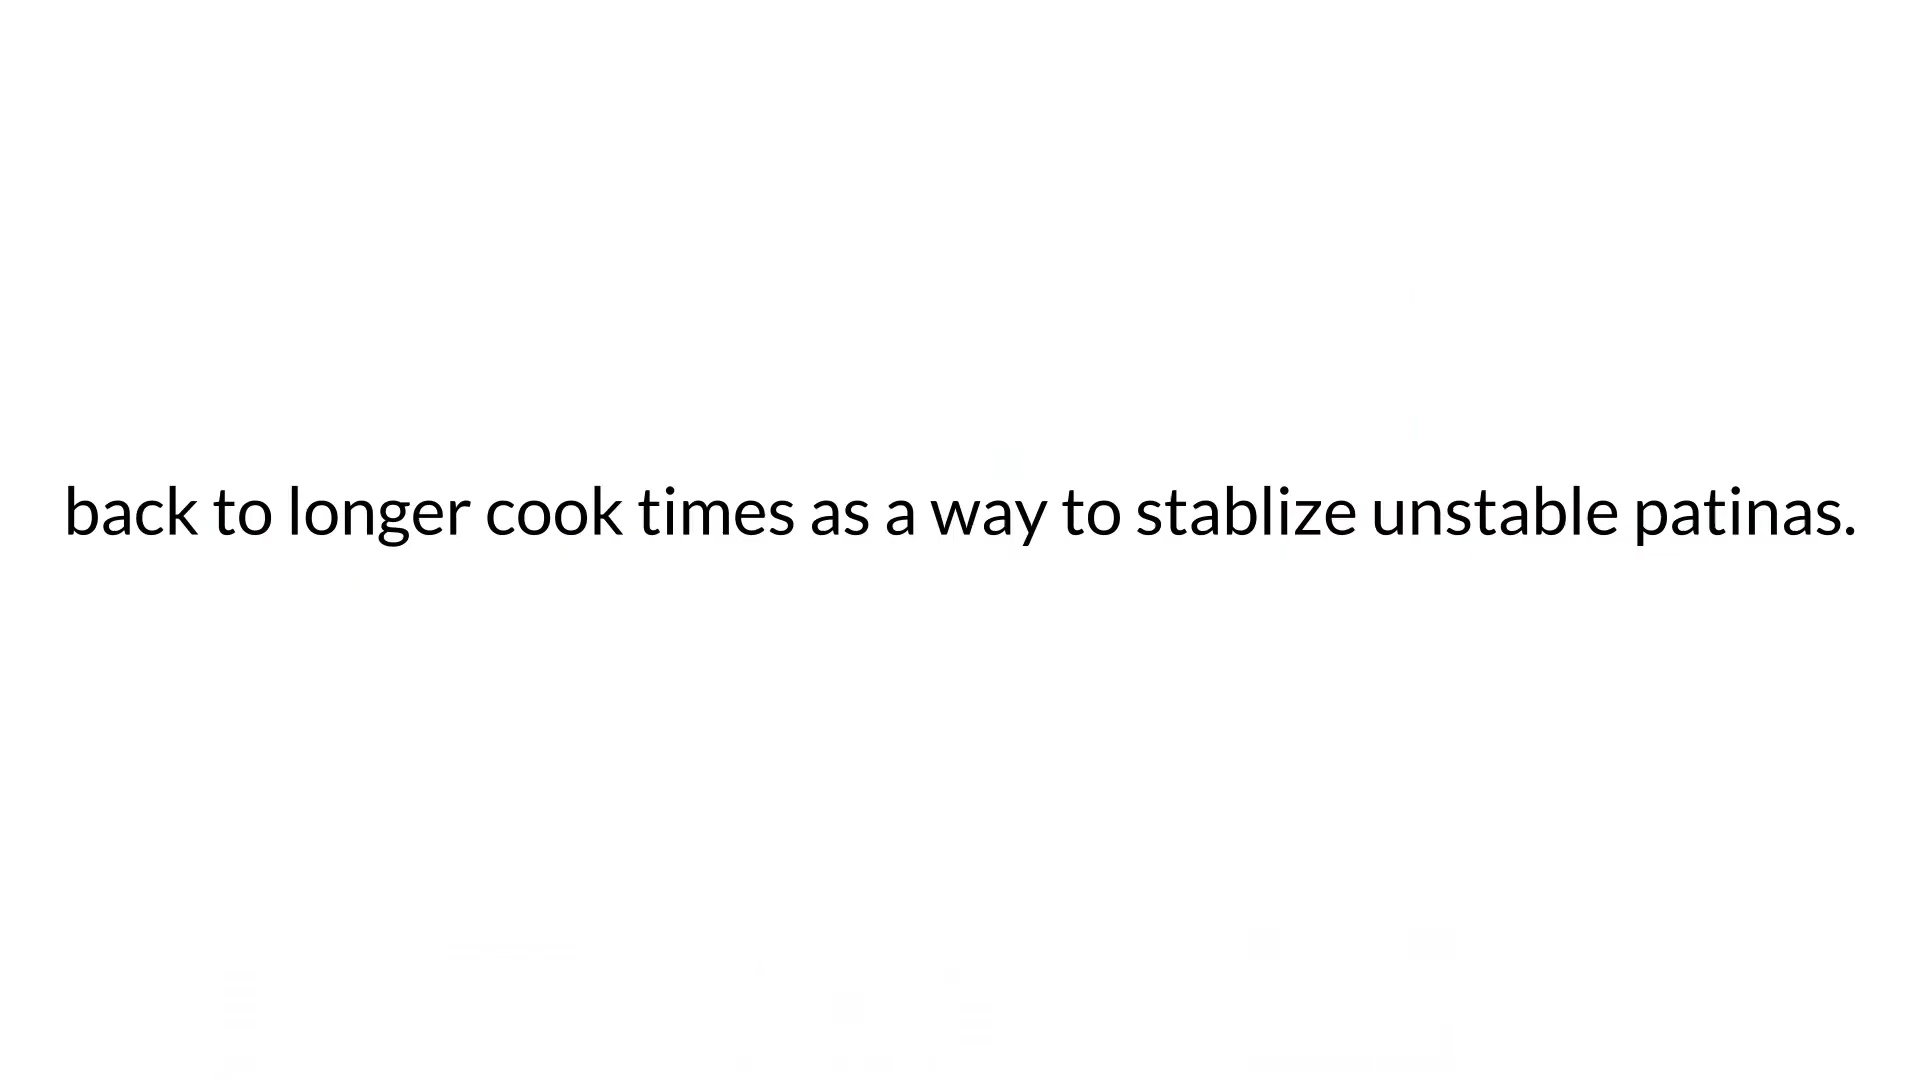 back to longer cook times as a way to stablize unstable patinas.